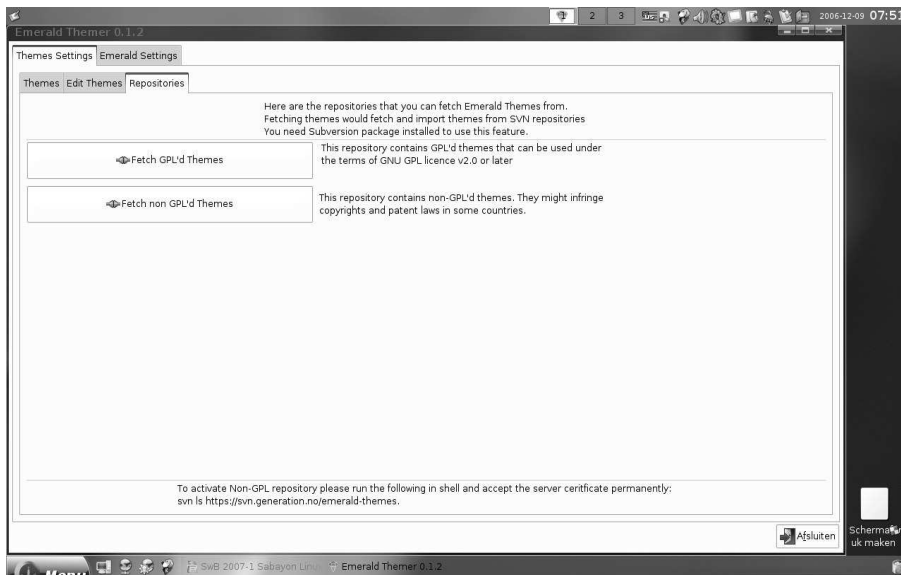 2 3 2006-12-09 07:51
Emerald Themer 0.1.2
Themes Settings Emerald Settings
Themes Edit Themes Repositories
Here are the repositories that you can fetch Emerald Themes from.
Fetching themes would fetch and import themes from SVN repositories
You need Subversion package installed to use this feature.
Fetch GPL'd Themes
This repository contains GPL'd themes that can be used under
the terms of GNU GPL licence v2.0 or later
Fetch non GPL'd Themes
This repository contains non-GPL'd themes. They might infringe
copyrights and patent laws in some countries.
To activate Non-GPL repository please run the following in shell and accept the server ceritficate permanently:
svn ls https://svn.generation.no/emerald-themes.
Afsluiten
uk maken
Menu SwB 2007-1 Sabayon Emerald Themer 0.1.2